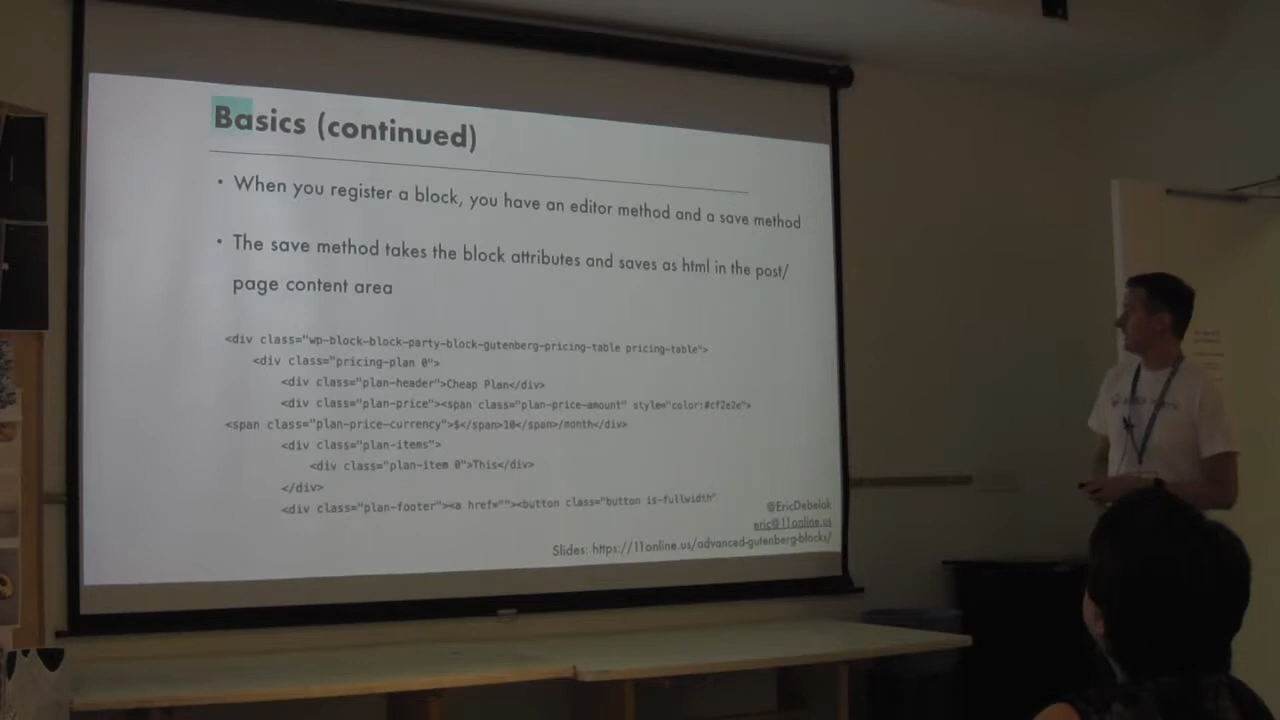 Basics (continued)
• When you register a block, you have an editor method and a save method
• The save method takes the block attributes and saves as html in the post/
page content area
<div class="wp-block-block-party-block-gutenberg-pricing-table pricing-table">
<div class="pricing-plan 0">
<div class="plan-header">Cheap Plan</div>
<div class="plan-price"><span class="plan-price-amount" style="color:#cf2e2e">
<span class="plan-price-currency">$</span>10</span>/month</div>
<div class="plan-items">
<div class="plan-item 0">This</div>
</div>
<div class="plan-footer"><a href=""><button class="button is-fullwidth"
@EricDebelak
eric@11online.us
Slides: https://11online.us/advanced-gutenberg-blocks/